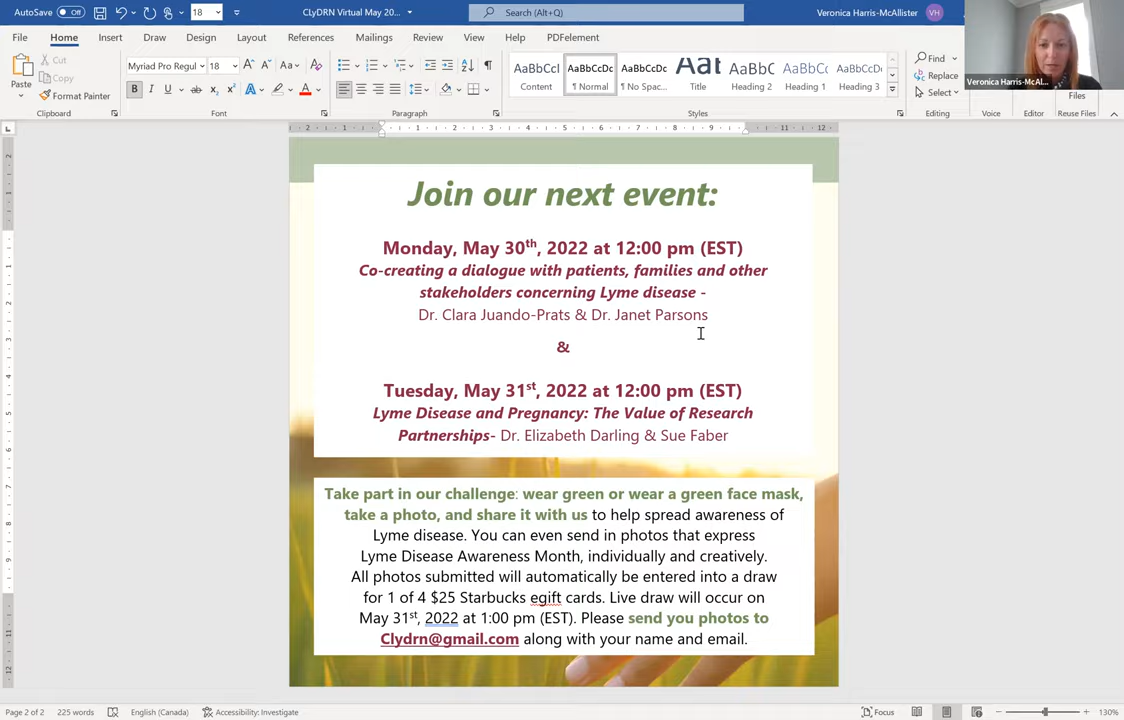 AutoSave Off ClyDRN Virtual May 20... Search (Alt+Q) Veronica Harris-McAllister VH
File Home Insert Draw Design Layout References Mailings Review View Help PDFelement
Paste Cut Copy Format Painter
Myriad Pro Regul 18
AaBbCcI AaBbCcDc AaBbCcDc AaI AaBbC AaBbCc AaBbCcDc
Content ¶ Normal ¶ No Spac... Title Heading 2 Heading 1 Heading 3
Find Replace Select
Veronica Harris-McAl...
Files
Clipboard Font Paragraph Styles Editing Voice Editor Reuse Files
Join our next event:
Monday, May 30th, 2022 at 12:00 pm (EST)
Co-creating a dialogue with patients, families and other
stakeholders concerning Lyme disease -
Dr. Clara Juando-Prats & Dr. Janet Parsons
&
Tuesday, May 31st, 2022 at 12:00 pm (EST)
Lyme Disease and Pregnancy: The Value of Research
Partnerships- Dr. Elizabeth Darling & Sue Faber
Take part in our challenge: wear green or wear a green face mask,
take a photo, and share it with us to help spread awareness of
Lyme disease. You can even send in photos that express
Lyme Disease Awareness Month, individually and creatively.
All photos submitted will automatically be entered into a draw
for 1 of 4 $25 Starbucks egift cards. Live draw will occur on
May 31st, 2022 at 1:00 pm (EST). Please send you photos to
Clydrn@gmail.com along with your name and email.
Page 2 of 2 225 words English (Canada) Accessibility: Investigate Focus 130%